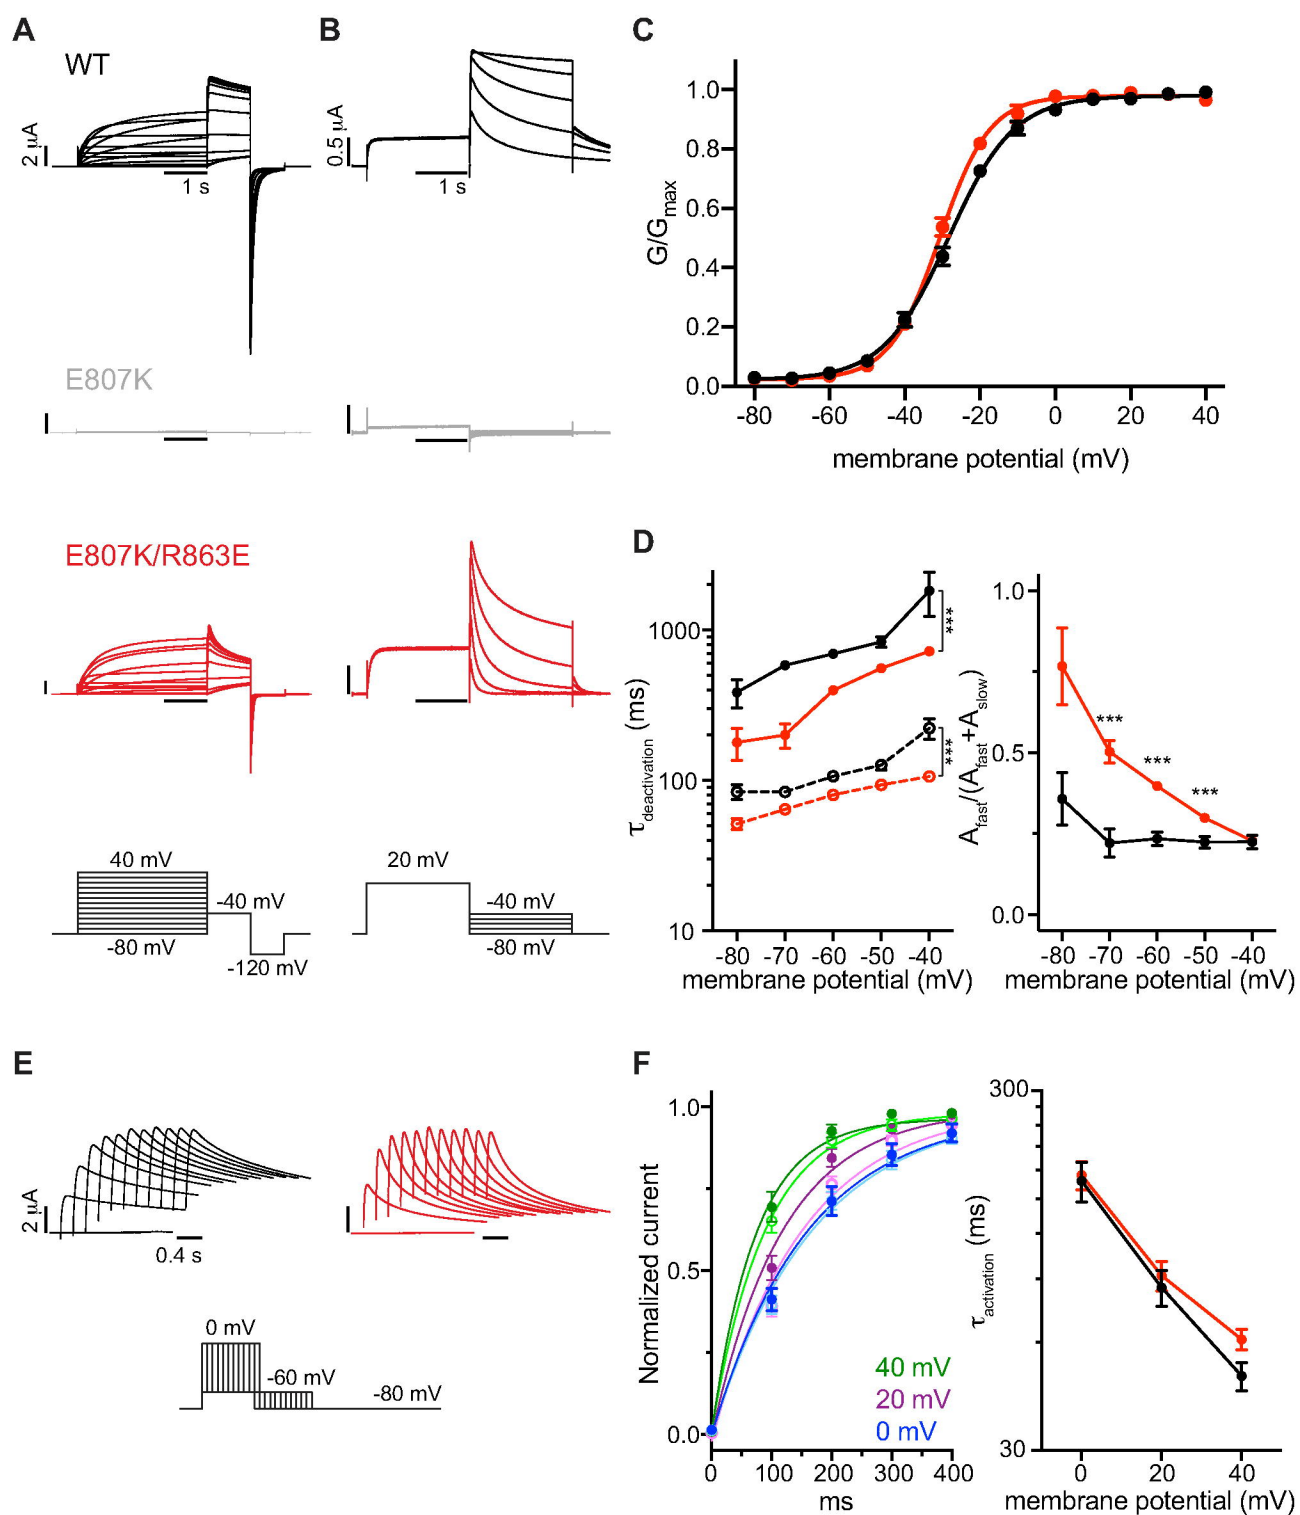 A
B
C
WT
2 μA
1 s
0.5 μA
1 s
G/Gmax
1.0
0.8
0.6
0.4
0.2
0.0
-80 -60 -40 -20 0 20 40
membrane potential (mV)
E807K
E807K/R863E
40 mV
-40 mV
-80 mV
-120 mV
20 mV
-40 mV
-80 mV
D
τdeactivation (ms)
1000
100
10
***
***
-80 -70 -60 -50 -40
membrane potential (mV)
Afast/(Afast+Aslow)
1.0
0.5
0.0
***
***
***
-80 -70 -60 -50 -40
membrane potential (mV)
E
2 μA
0.4 s
0 mV
-60 mV
-80 mV
F
Normalized current
1.0
0.5
0.0
40 mV
20 mV
0 mV
0 100 200 300 400
ms
τactivation (ms)
300
30
0 20 40
membrane potential (mV)